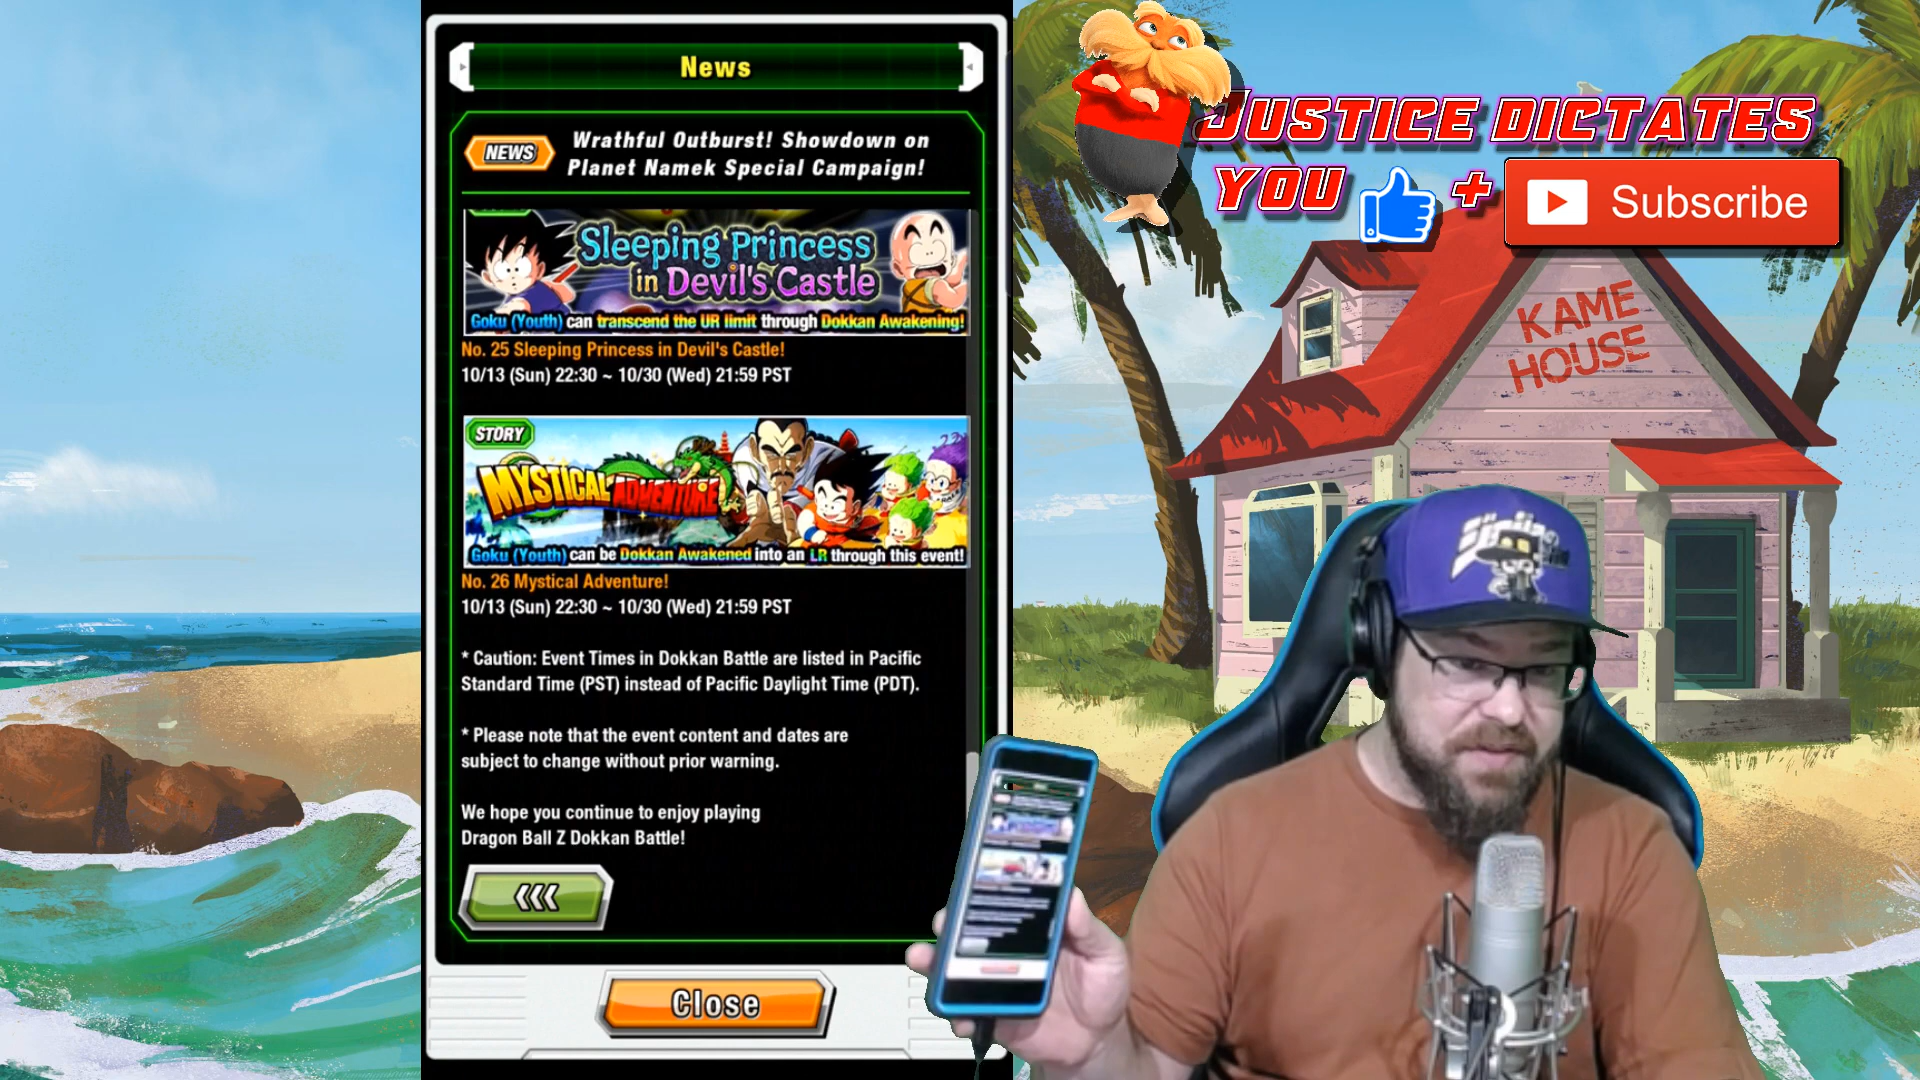 News
NEWS
Wrathful Outburst! Showdown on
Planet Namek Special Campaign!
Sleeping Princess
in Devil's Castle
Goku (Youth) can transcend the UR limit through Dokkan Awakening!
No. 25 Sleeping Princess in Devil's Castle!
10/13 (Sun) 22:30 ~ 10/30 (Wed) 21:59 PST
STORY
MYSTICAL ADVENTURE
Goku (Youth) can be Dokkan Awakened into an LR through this event!
No. 26 Mystical Adventure!
10/13 (Sun) 22:30 ~ 10/30 (Wed) 21:59 PST
* Caution: Event Times in Dokkan Battle are listed in Pacific
Standard Time (PST) instead of Pacific Daylight Time (PDT).
* Please note that the event content and dates are
subject to change without prior warning.
We hope you continue to enjoy playing
Dragon Ball Z Dokkan Battle!
Close
JUSTICE DICTATES
YOU + Subscribe
KAME
HOUSE